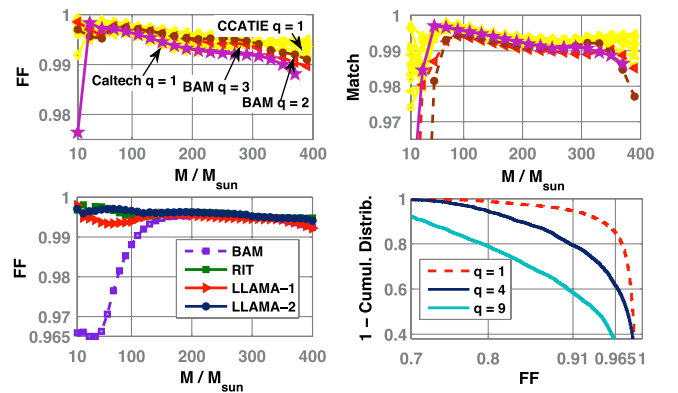 1
0.99
0.98
FF
CCATIE q = 1
Caltech q = 1
BAM q = 3
BAM q = 2
10 100 200 300 400
M / Msun
1
0.99
0.98
0.97
Match
10 100 200 300 400
M / Msun
1
0.99
0.98
0.97
0.965
FF
BAM
RIT
LLAMA−1
LLAMA−2
10 100 200 300 400
M / Msun
1
0.8
0.6
0.4
1 − Cumul. Distrib.
q = 1
q = 4
q = 9
0.7 0.8 0.91 0.965 1
FF